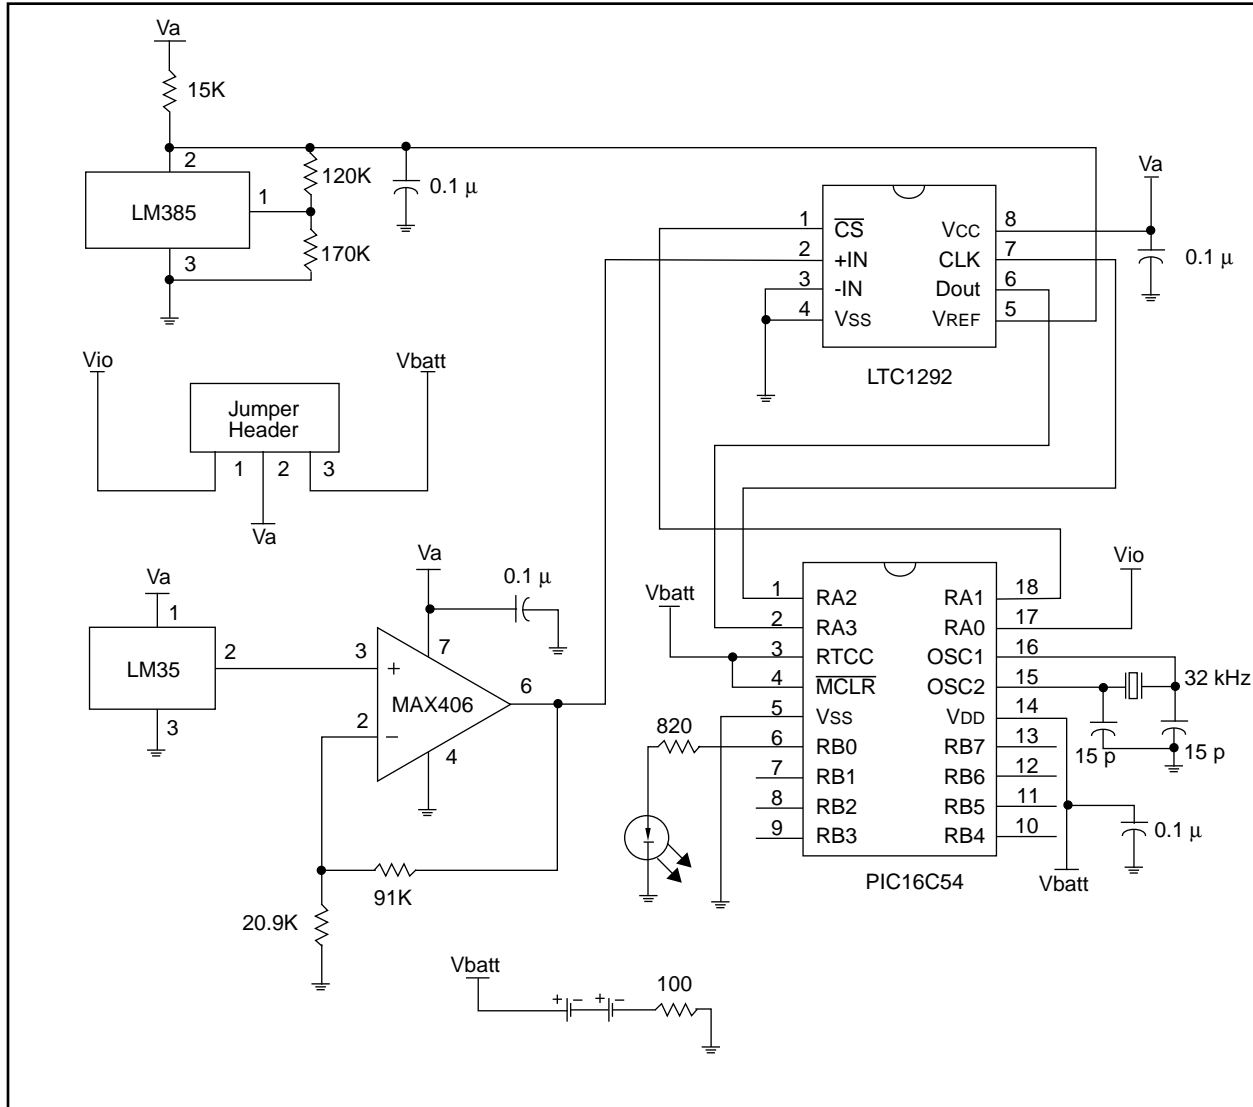 Va
15K
2
LM385
1
3
120K
170K
0.1 µ
Va
1 CS VCC 8
2 +IN CLK 7
3 -IN Dout 6
4 VSS VREF 5
LTC1292
0.1 µ
Vio
Vbatt
Jumper
Header
1 2 3
Va
Va
1
LM35
2
3
Va
0.1 µ
7
3 +
MAX406
6
2 −
4
91K
20.9K
Vbatt
Vio
1 RA2 RA1 18
2 RA3 RA0 17
3 RTCC OSC1 16
4 MCLR OSC2 15
5 VSS VDD 14
6 RB0 RB7 13
7 RB1 RB6 12
8 RB2 RB5 11
9 RB3 RB4 10
PIC16C54
820
32 kHz
15 p
15 p
0.1 µ
Vbatt
Vbatt
+ − + −
100